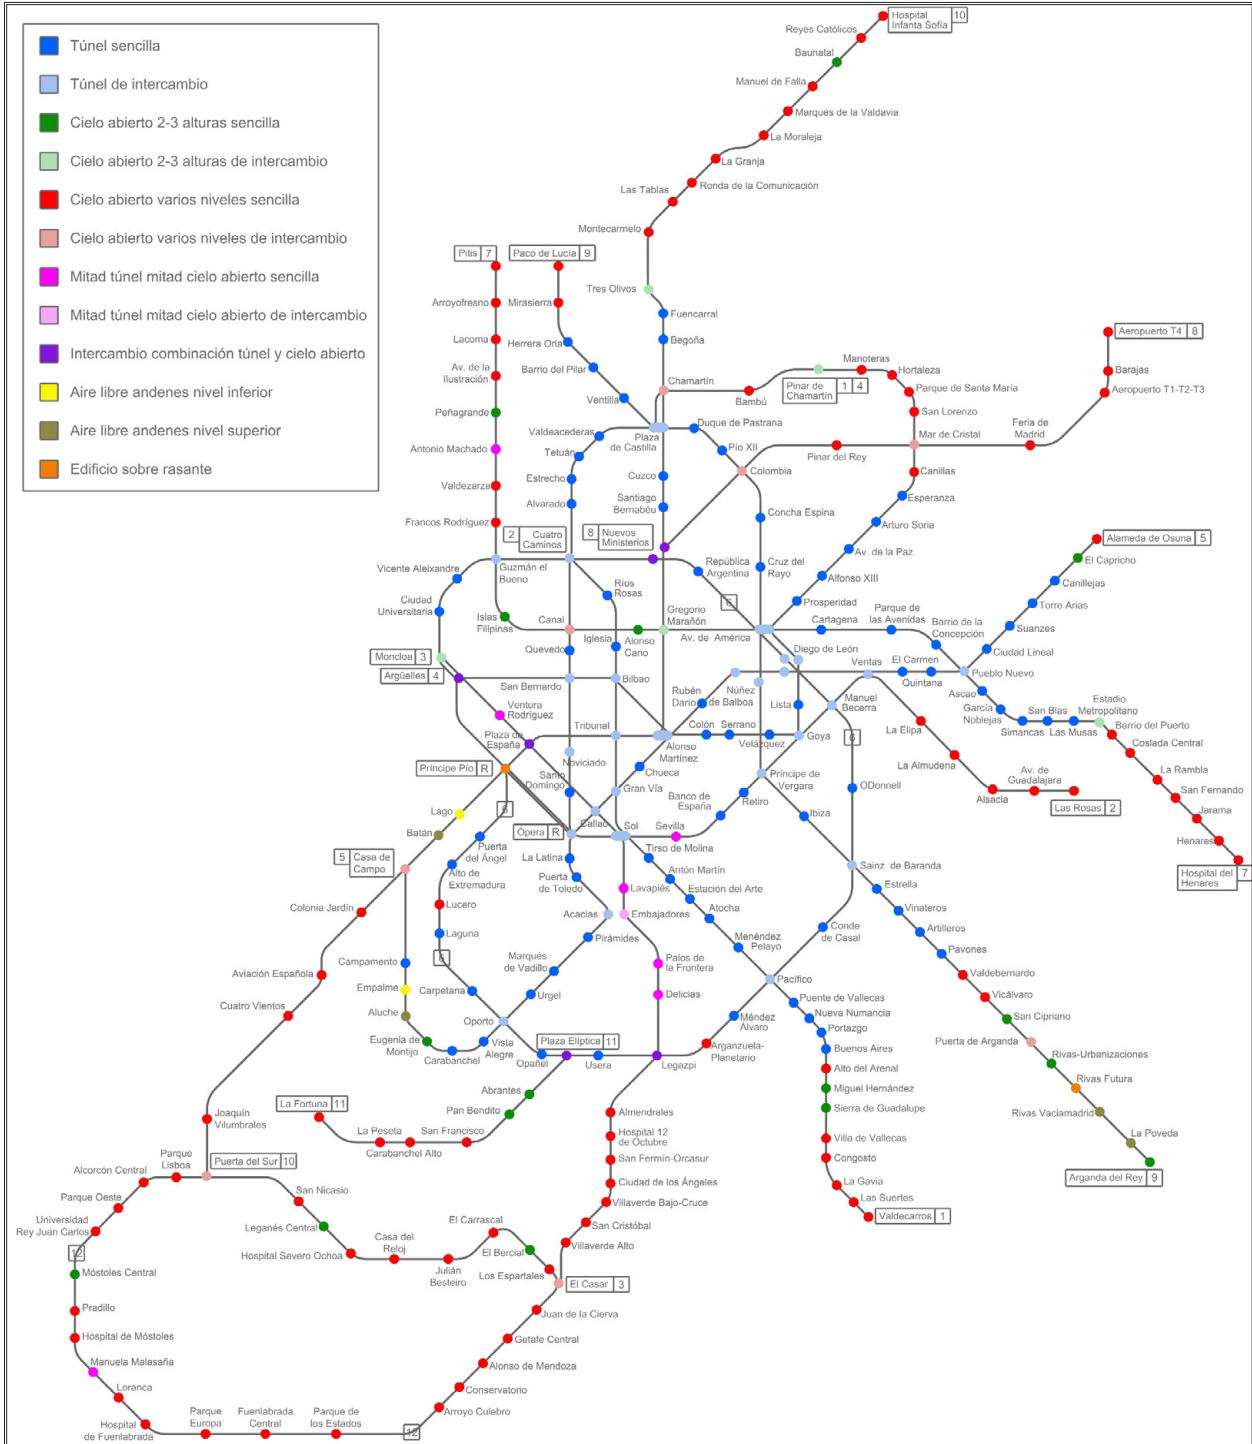 Túnel sencilla
Túnel de intercambio
Cielo abierto 2-3 alturas sencilla
Cielo abierto 2-3 alturas de intercambio
Cielo abierto varios niveles sencilla
Cielo abierto varios niveles de intercambio
Mitad túnel mitad cielo abierto sencilla
Mitad túnel mitad cielo abierto de intercambio
Intercambio combinación túnel y cielo abierto
Aire libre andenes nivel inferior
Aire libre andenes nivel superior
Edificio sobre rasante
Hospital
Infanta Sofía
10
Reyes Católicos
Baunatal
Manuel de Falla
Marqués de la Valdavia
La Moraleja
La Granja
Ronda de la Comunicación
Las Tablas
Montecarmelo
Tres Olivos
Fuencarral
Begoña
Chamartín
Pitis 7
Arroyofresno
Lacoma
Av. de la
Ilustración
Peñagrande
Antonio Machado
Valdezarza
Francos Rodríguez
Paco de Lucía 9
Mirasierra
Herrera Oria
Barrio del Pilar
Ventilla
Valdeacederas
Tetuán
Estrecho
Alvarado
Plaza
de Castilla
Cuzco
Santiago
Bernabéu
Duque de Pastrana
Pío XII
Colombia
Concha Espina
Cruz del
Rayo
Bambú
Pinar de
Chamartín
1 4
Manoteras
Hortaleza
Parque de Santa María
San Lorenzo
Mar de Cristal
Canillas
Pinar del Rey
Feria de
Madrid
Aeropuerto T4 8
Barajas
Aeropuerto T1-T2-T3
Esperanza
Arturo Soria
Av. de la Paz
Alfonso XIII
Prosperidad
2 Cuatro
Caminos
8 Nuevos
Ministerios
República
Argentina
6
Guzmán el
Bueno
Vicente Aleixandre
Ciudad
Universitaria
Moncloa 3
Argüelles 4
Islas
Filipinas
Canal
Quevedo
Ríos
Rosas
Iglesia
Alonso
Cano
Gregorio
Marañón
Av. de América
Cartagena
Parque de
las Avenidas
Barrio de la
Concepción
Alameda de Osuna 5
El Capricho
Canillejas
Torre Arias
Suanzes
Ciudad Lineal
Pueblo Nuevo
Ascao
García
Noblejas
Simancas
San Blas
Las Musas
Estadio
Metropolitano
Barrio del Puerto
Coslada Central
La Rambla
San Fernando
Jarama
Henares
Hospital del
Henares
7
Diego de León
Ventas
El Carmen
Quintana
Núñez
de Balboa
Manuel
Becerra
Rubén
Darío
Lista
Goya
6
Colón
Serrano
Velázquez
La Elipa
La Almudena
Alsacia
Av. de
Guadalajara
Las Rosas 2
San Bernardo
Bilbao
Ventura
Rodríguez
Tribunal
Alonso
Martínez
Plaza de
España
Noviciado
Chueca
Príncipe Pío R
Santo
Domingo
Gran Vía
Callao
Banco de
España
Retiro
Príncipe de
Vergara
Ibiza
ODonnell
Lago
Batán
6
Ópera R
Sol
Sevilla
5 Casa de
Campo
Puerta
del Ángel
Alto de
Extremadura
Lucero
Laguna
6
Carpetana
La Latina
Puerta
de Toledo
Acacias
Pirámides
Marqués
de Vadillo
Urgel
Oporto
Lavapiés
Embajadores
Palos de
la Frontera
Delicias
Tirso de Molina
Antón Martín
Estación del Arte
Atocha
Menéndez
Pelayo
Pacífico
Conde
de Casal
Sainz de Baranda
Estrella
Vinateros
Artilleros
Pavones
Valdebernardo
Vicálvaro
San Cipriano
Puerta de Arganda
Rivas-Urbanizaciones
Rivas Futura
Rivas Vaciamadrid
La Poveda
Arganda del Rey 9
Colonia Jardín
Aviación Española
Cuatro Vientos
Joaquín
Vilumbrales
Campamento
Empalme
Aluche
Eugenia de
Montijo
Carabanchel
Vista
Alegre
Opañel
Plaza Elíptica 11
Usera
Legazpi
Arganzuela-
Planetario
Méndez
Álvaro
Puente de Vallecas
Nueva Numancia
Portazgo
Buenos Aires
Alto del Arenal
Miguel Hernández
Sierra de Guadalupe
Villa de Vallecas
Congosto
La Gavia
Las Suertes
Valdecarros 1
Abrantes
Pan Bendito
San Francisco
Carabanchel Alto
La Peseta
La Fortuna 11
Almendrales
Hospital 12
de Octubre
San Fermín-Orcasur
Ciudad de los Ángeles
Villaverde Bajo-Cruce
San Cristóbal
Villaverde Alto
El Casar 3
Puerta del Sur 10
Parque
Lisboa
Alcorcón Central
Parque Oeste
Universidad
Rey Juan Carlos
12
Móstoles Central
Pradillo
Hospital de Móstoles
Manuela Malasaña
Loranca
Hospital
de Fuenlabrada
Parque
Europa
Fuenlabrada
Central
Parque de
los Estados
12
Arroyo Culebro
Conservatorio
Alonso de Mendoza
Getafe Central
Juan de la Cierva
Los Espartales
El Bercial
El Carrascal
Julián
Besteiro
Casa del
Reloj
Hospital Severo Ochoa
Leganés Central
San Nicasio